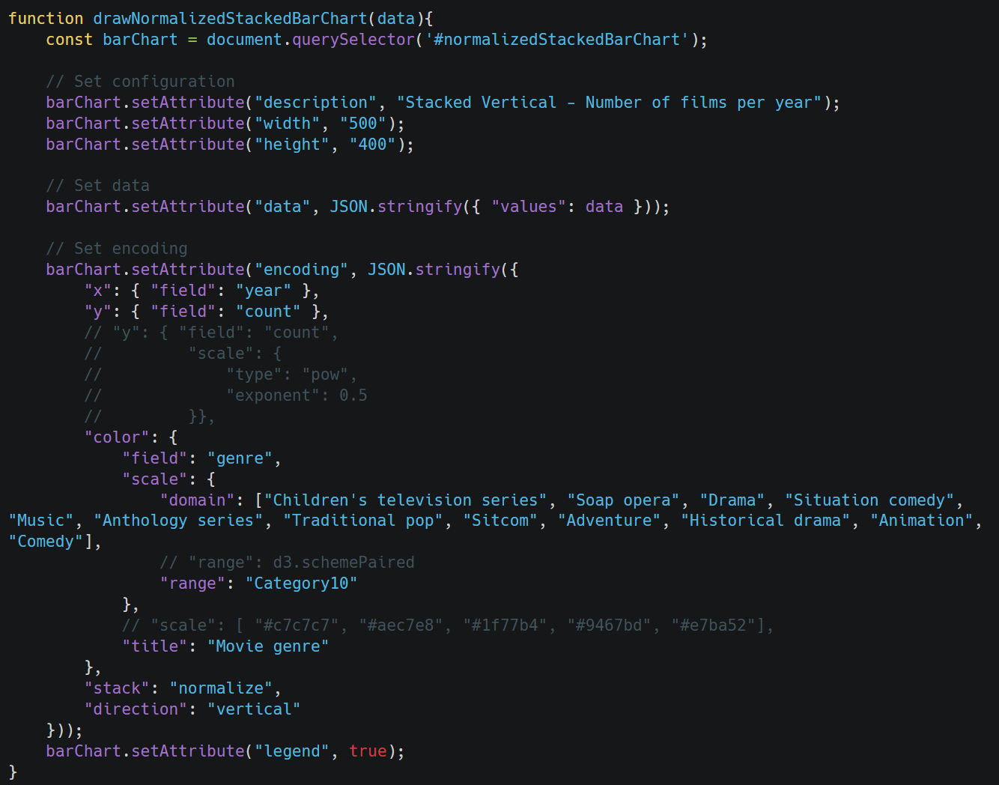 function drawNormalizedStackedBarChart(data){
    const barChart = document.querySelector('#normalizedStackedBarChart');

    // Set configuration
    barChart.setAttribute("description", "Stacked Vertical - Number of films per year");
    barChart.setAttribute("width", "500");
    barChart.setAttribute("height", "400");

    // Set data
    barChart.setAttribute("data", JSON.stringify({ "values": data }));

    // Set encoding
    barChart.setAttribute("encoding", JSON.stringify({
        "x": { "field": "year" },
        "y": { "field": "count" },
        // "y": { "field": "count",
        //         "scale": {
        //             "type": "pow",
        //             "exponent": 0.5
        //         }},
        "color": {
            "field": "genre",
            "scale": {
                "domain": ["Children's television series", "Soap opera", "Drama", "Situation comedy",
"Music", "Anthology series", "Traditional pop", "Sitcom", "Adventure", "Historical drama", "Animation",
"Comedy"],
                // "range": d3.schemePaired
                "range": "Category10"
            },
            // "scale": [ "#c7c7c7", "#aec7e8", "#1f77b4", "#9467bd", "#e7ba52"],
            "title": "Movie genre"
        },
        "stack": "normalize",
        "direction": "vertical"
    }));
    barChart.setAttribute("legend", true);
}